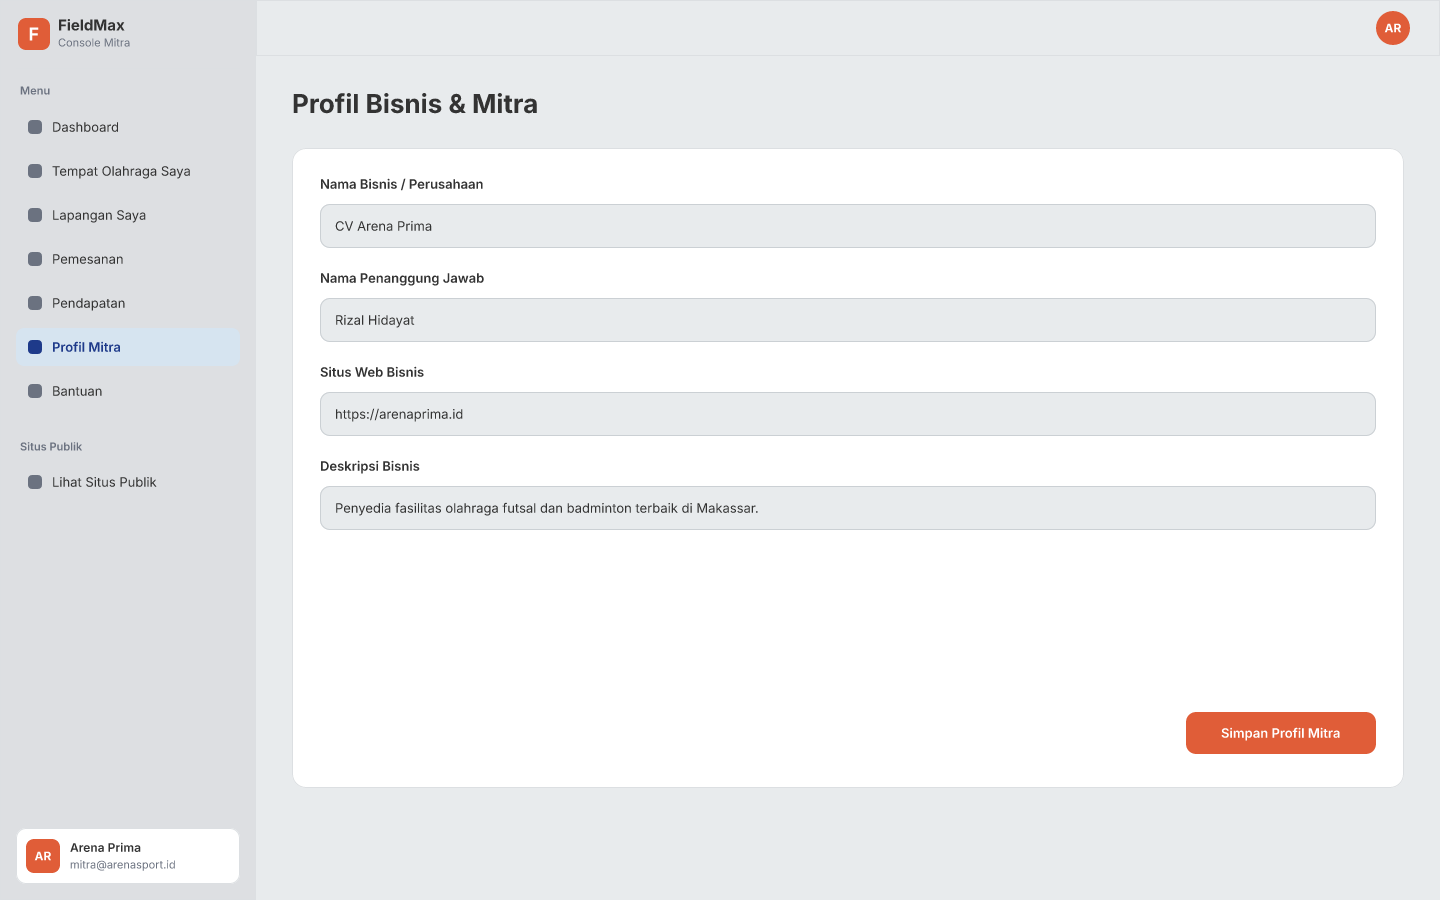 F
FieldMax
Console Mitra
AR
Menu
Dashboard
Tempat Olahraga Saya
Lapangan Saya
Pemesanan
Pendapatan
Profil Mitra
Bantuan
Situs Publik
Lihat Situs Publik
AR
Arena Prima
mitra@arenasport.id
Profil Bisnis & Mitra
Nama Bisnis / Perusahaan
CV Arena Prima
Nama Penanggung Jawab
Rizal Hidayat
Situs Web Bisnis
https://arenaprima.id
Deskripsi Bisnis
Penyedia fasilitas olahraga futsal dan badminton terbaik di Makassar.
Simpan Profil Mitra